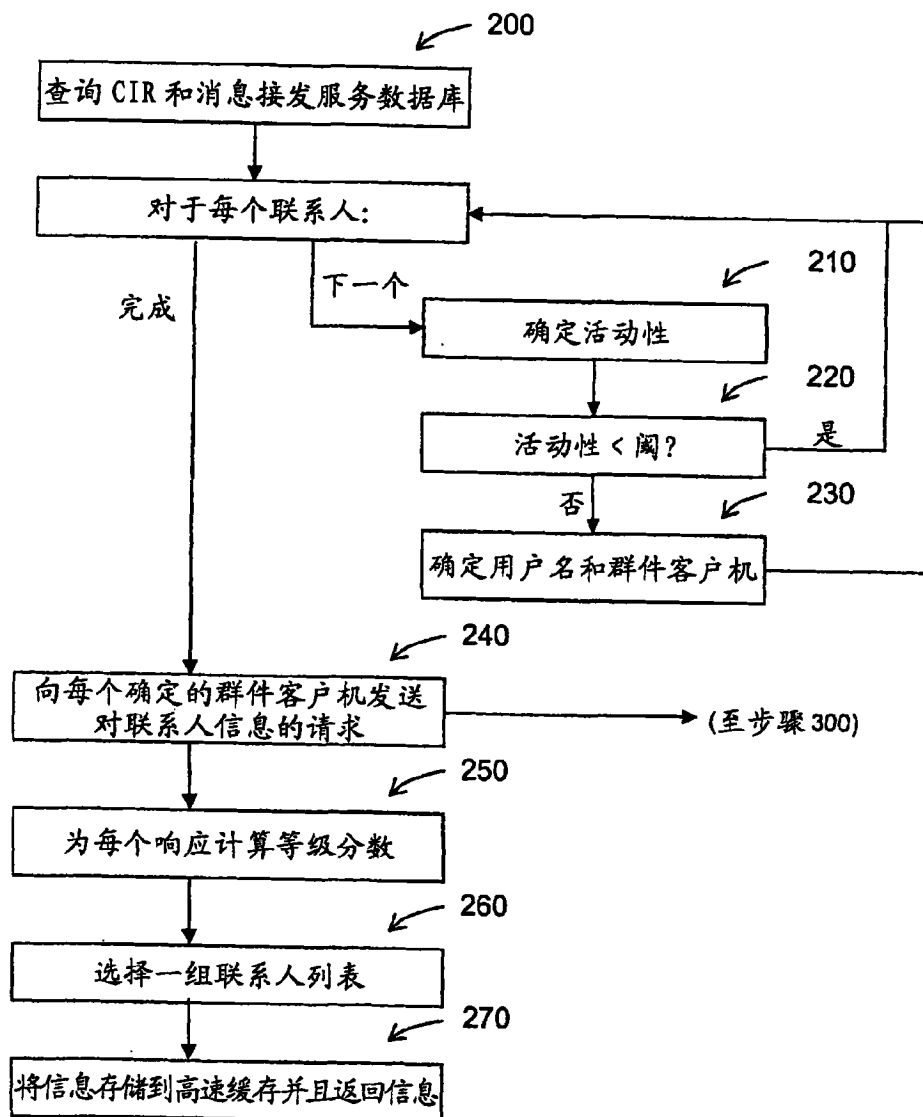 200
查询 CIR 和消息接发服务数据库
对于每个联系人:
完成
下一个
210
确定活动性
220
活动性 < 阈?
是
否
230
确定用户名和群件客户机
240
向每个确定的群件客户机发送
对联系人信息的请求
(至步骤 300)
250
为每个响应计算等级分数
260
选择一组联系人列表
270
将信息存储到高速缓存并且返回信息